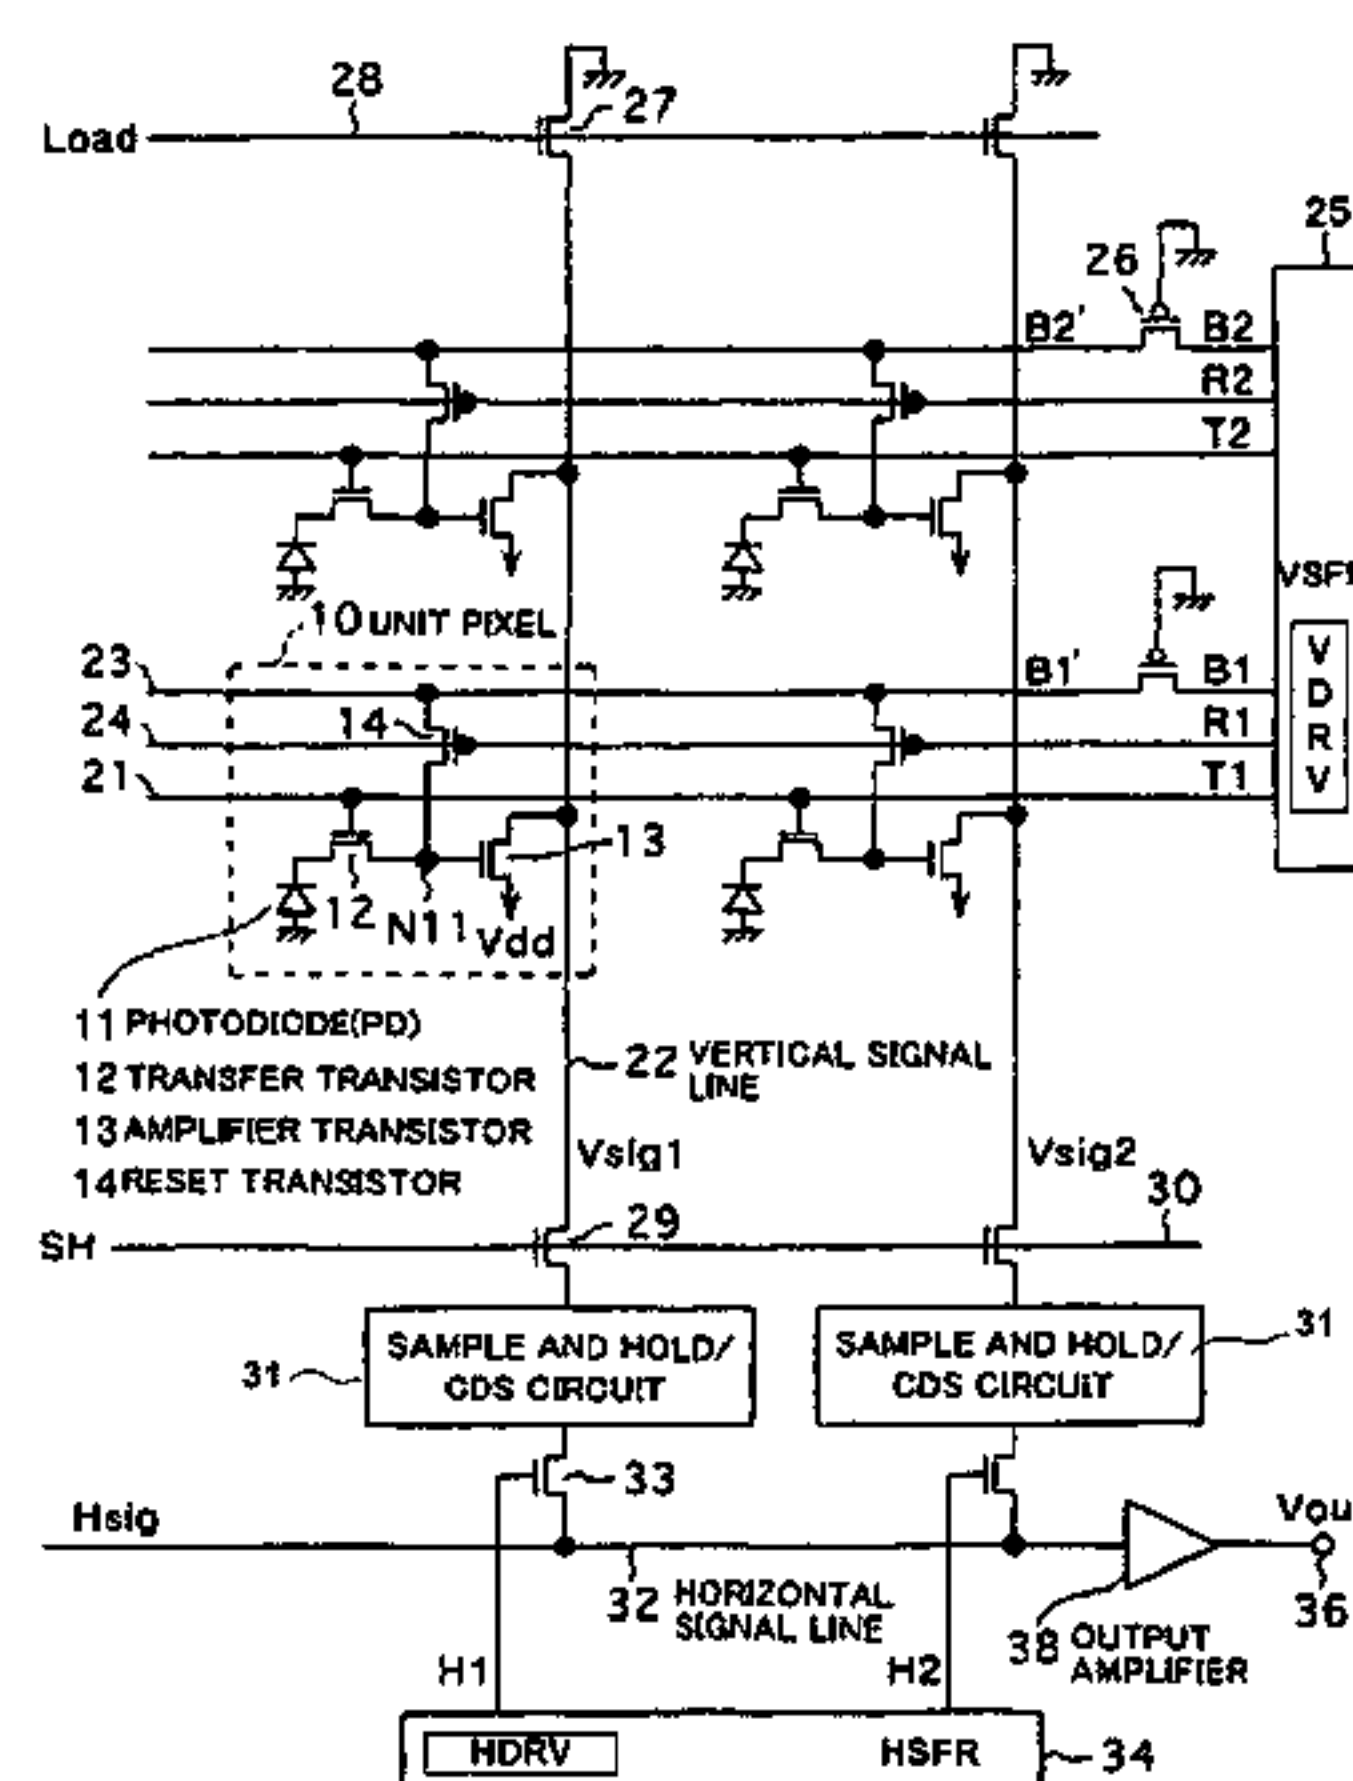 28
27
Load
25
26
B2'
B2
R2
T2
10 UNIT PIXEL
23
B1'
B1
24
14
R1
21
T1
V
D
R
V
13
12
N11
Vdd
11 PHOTODIODE(PD)
12 TRANSFER TRANSISTOR
13 AMPLIFIER TRANSISTOR
14 RESET TRANSISTOR
22 VERTICAL SIGNAL
LINE
Vsig1
Vsig2
30
29
SH
SAMPLE AND HOLD/
CDS CIRCUIT
31
SAMPLE AND HOLD/
CDS CIRCUIT
31
33
Hsig
Vou
32 HORIZONTAL
SIGNAL LINE
36
38 OUTPUT
AMPLIFIER
H1
H2
HDRV
HSFR
34